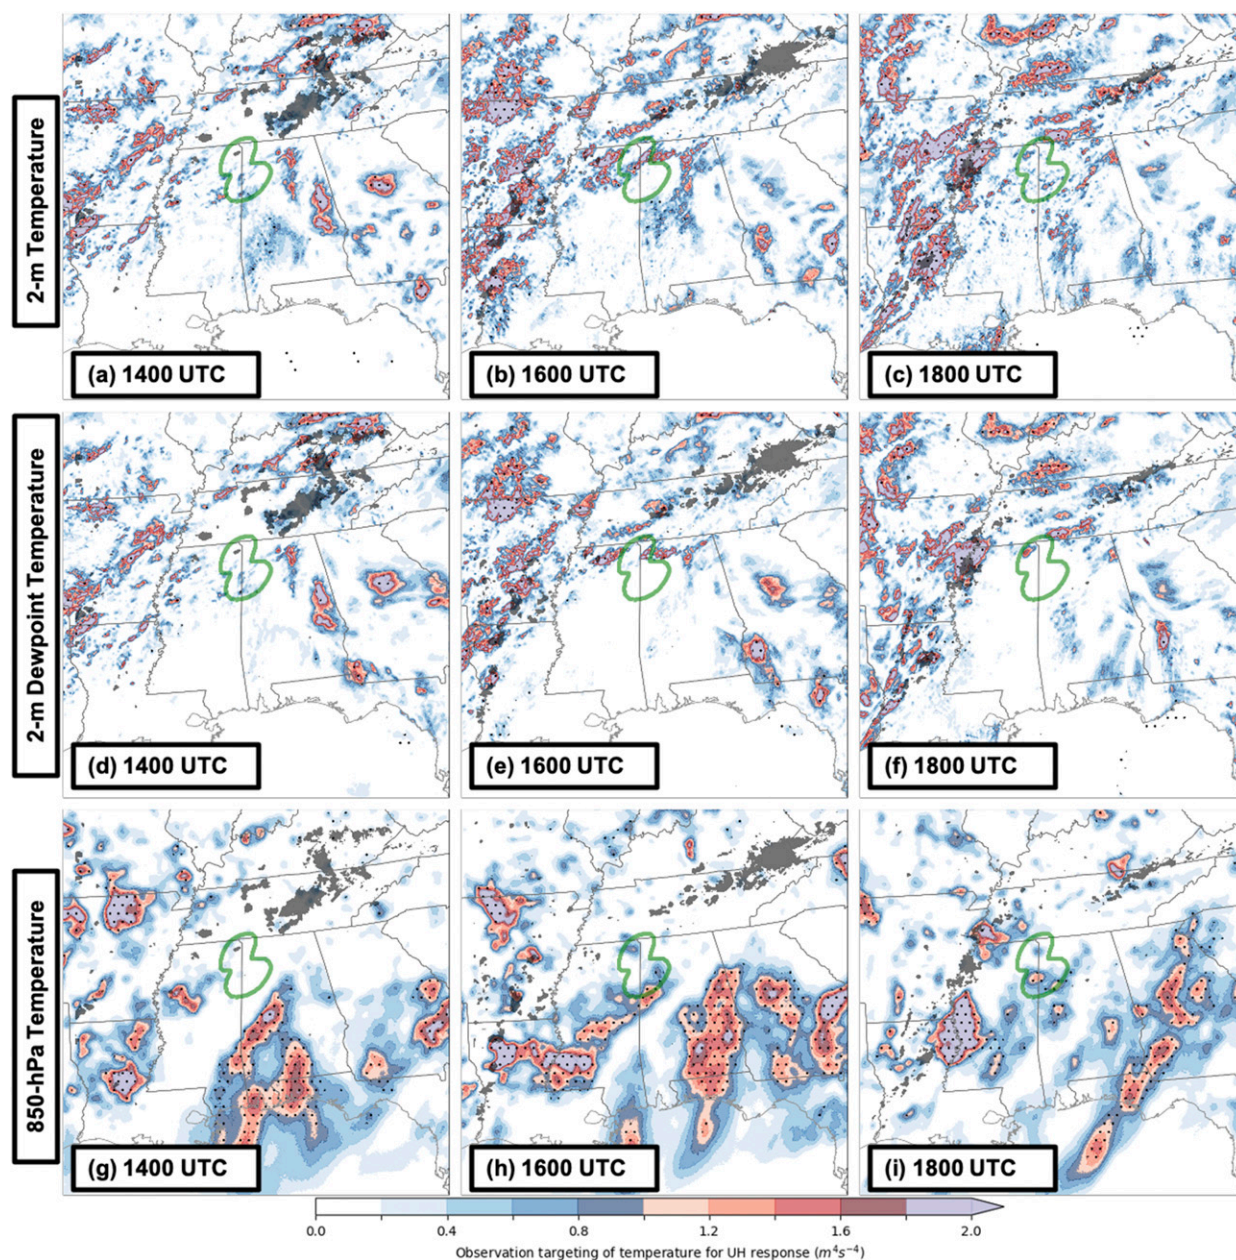 2-m Temperature
(a) 1400 UTC
(b) 1600 UTC
(c) 1800 UTC
2-m Dewpoint Temperature
(d) 1400 UTC
(e) 1600 UTC
(f) 1800 UTC
850-hPa Temperature
(g) 1400 UTC
(h) 1600 UTC
(i) 1800 UTC
0.0 0.4 0.8 1.2 1.6 2.0
Observation targeting of temperature for UH response (m⁴s⁻⁴)